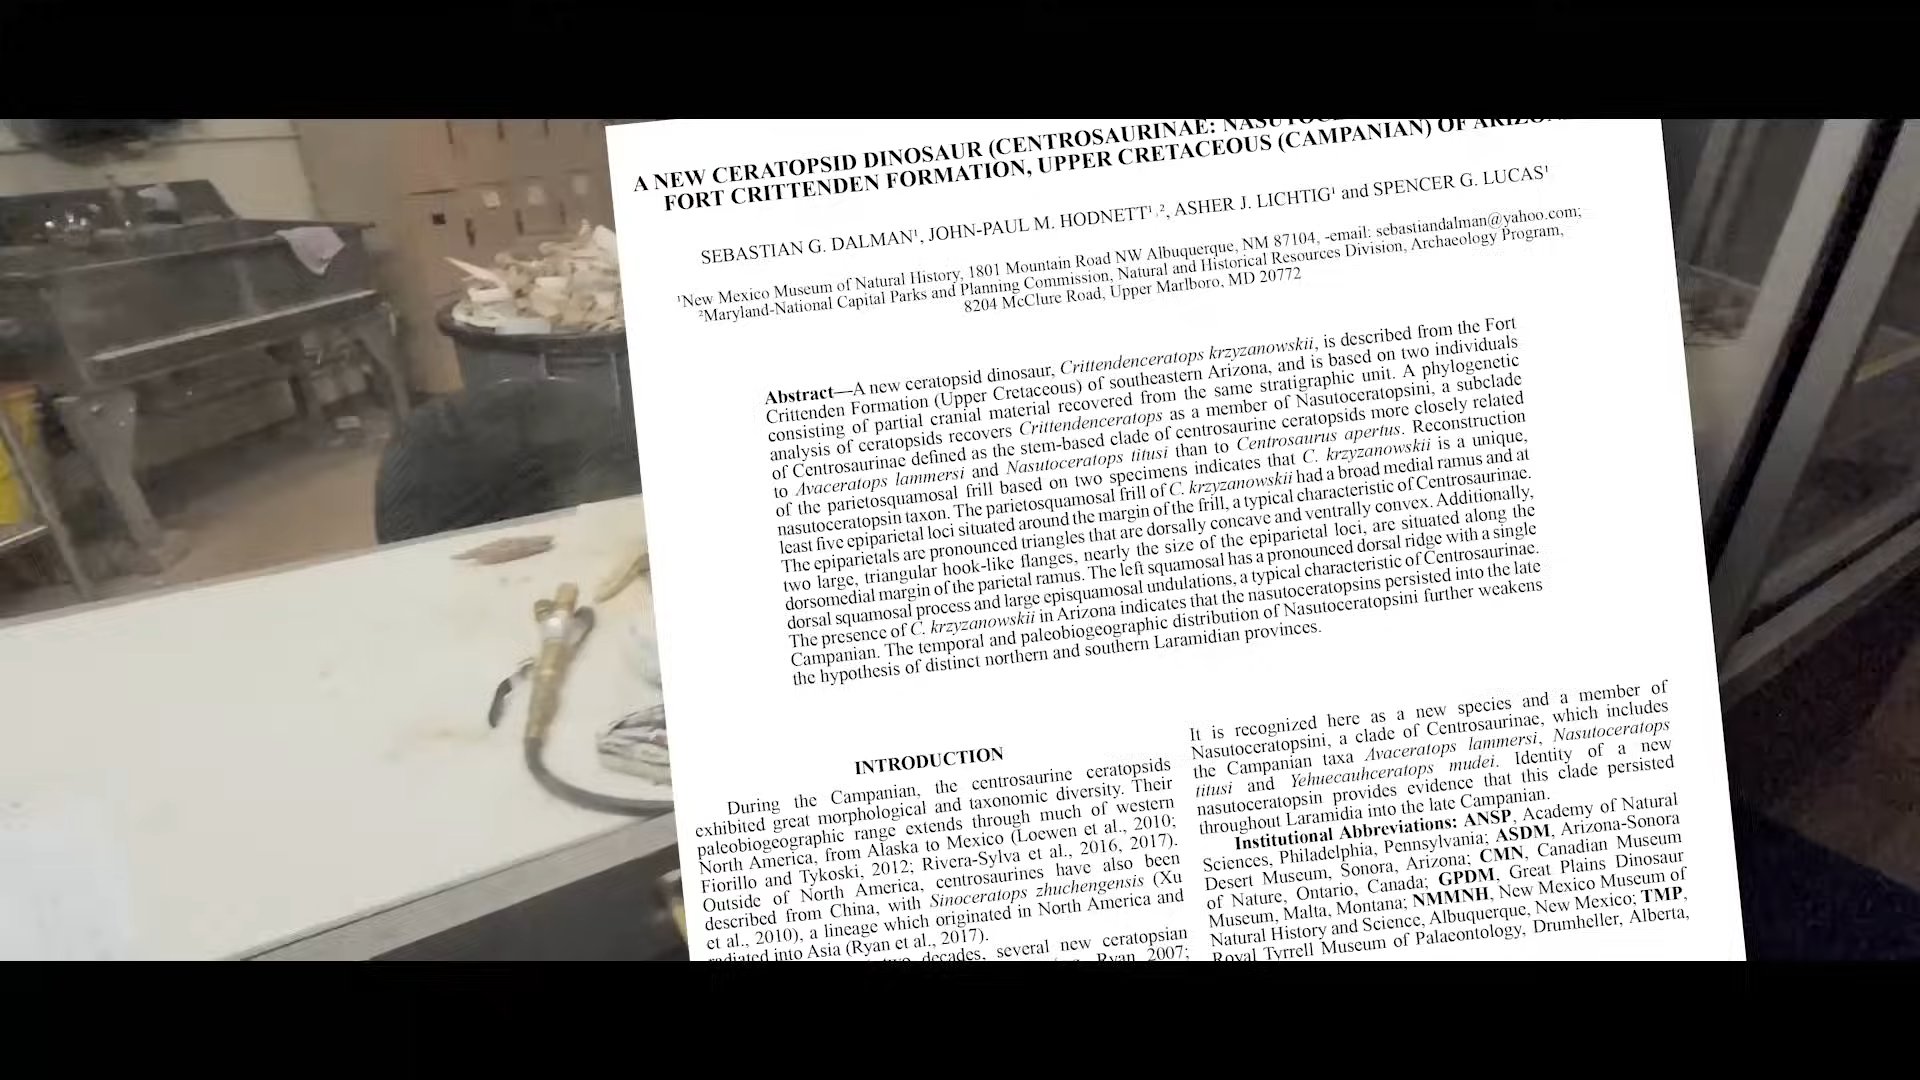 A NEW CERATOPSID DINOSAUR (CENTROSAURINAE:
FORT CRITTENDEN FORMATION, UPPER CRETACEOUS (CAMPANIAN) OF
SEBASTIAN G. DALMAN¹, JOHN-PAUL M. HODNETT¹,², ASHER J. LICHTIG¹ and SPENCER G. LUCAS¹
¹New Mexico Museum of Natural History, 1801 Mountain Road NW Albuquerque, NM 87104, -email: sebastiandalman@yahoo.com;
²Maryland-National Capital Parks and Planning Commission, Natural and Historical Resources Division, Archaeology Program,
8204 McClure Road, Upper Marlboro, MD 20772
Abstract—A new ceratopsid dinosaur, Crittendenceratops krzyzanowskii, is described from the Fort
Crittenden Formation (Upper Cretaceous) of southeastern Arizona, and is based on two individuals
consisting of partial cranial material recovered from the same stratigraphic unit. A phylogenetic
analysis of ceratopsids recovers Crittendenceratops as a member of Nasutoceratopsini, a subclade
of Centrosaurinae defined as the stem-based clade of centrosaurine ceratopsids more closely related
to Avaceratops lammersi and Nasutoceratops titusi than to Centrosaurus apertus. Reconstruction
of the parietosquamosal frill based on two specimens indicates that C. krzyzanowskii is a unique,
nasutoceratopsin taxon. The parietosquamosal frill of C. krzyzanowskii had a broad medial ramus and at
least five epiparietal loci situated around the margin of the frill, a typical characteristic of Centrosaurinae.
The epiparietals are pronounced triangles that are dorsally concave and ventrally convex. Additionally,
two large, triangular hook-like flanges, nearly the size of the epiparietal loci, are situated along the
dorsomedial margin of the parietal ramus. The left squamosal has a pronounced dorsal ridge with a single
dorsal squamosal process and large episquamosal undulations, a typical characteristic of Centrosaurinae.
The presence of C. krzyzanowskii in Arizona indicates that the nasutoceratopsins persisted into the late
Campanian. The temporal and paleobiogeographic distribution of Nasutoceratopsini further weakens
the hypothesis of distinct northern and southern Laramidian provinces.
INTRODUCTION
During the Campanian, the centrosaurine ceratopsids
exhibited great morphological and taxonomic diversity. Their
paleobiogeographic range extends through much of western
North America, from Alaska to Mexico (Loewen et al., 2010;
Fiorillo and Tykoski, 2012; Rivera-Sylva et al., 2016, 2017).
Outside of North America, centrosaurines have also been
described from China, with Sinoceratops zhuchengensis (Xu
et al., 2010), a lineage which originated in North America and
radiated into Asia (Ryan et al., 2017).
two decades, several new ceratopsian
Ryan 2007;
It is recognized here as a new species and a member of
Nasutoceratopsini, a clade of Centrosaurinae, which includes
the Campanian taxa Avaceratops lammersi, Nasutoceratops
titusi and Yehuecauhceratops mudei. Identity of a new
nasutoceratopsin provides evidence that this clade persisted
throughout Laramidia into the late Campanian.
Institutional Abbreviations: ANSP, Academy of Natural
Sciences, Philadelphia, Pennsylvania; ASDM, Arizona-Sonora
Desert Museum, Sonora, Arizona; CMN, Canadian Museum
of Nature, Ontario, Canada; GPDM, Great Plains Dinosaur
Museum, Malta, Montana; NMMNH, New Mexico Museum of
Natural History and Science, Albuquerque, New Mexico; TMP,
Royal Tyrrell Museum of Palaeontology, Drumheller, Alberta,